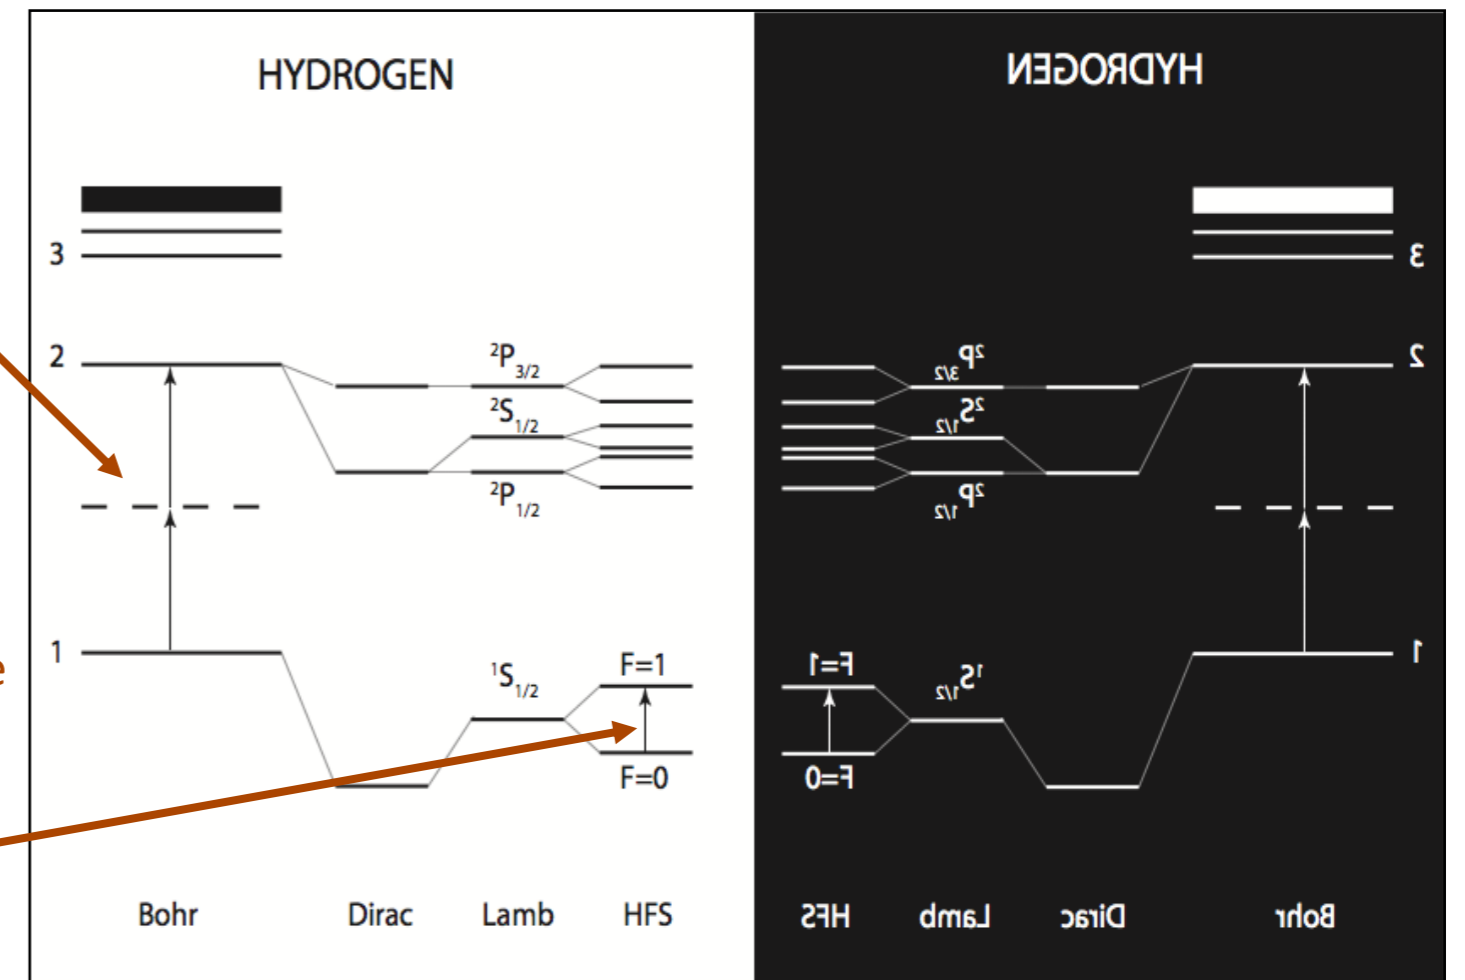 HYDROGEN
3
2
²P₃/₂
²S₁/₂
²P₁/₂
1
¹S₁/₂
F=1
F=0
Bohr Dirac Lamb HFS
HYDROGEN
3
2
²P₃/₂
²S₁/₂
²P₁/₂
1
¹S₁/₂
F=1
F=0
HFS Lamb Dirac Bohr